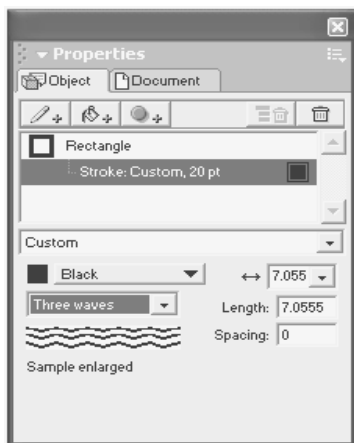 Properties
Object Document
Rectangle
Stroke: Custom, 20 pt
Custom
Black 7.055
Three waves Length: 7.0555
Spacing: 0
Sample enlarged